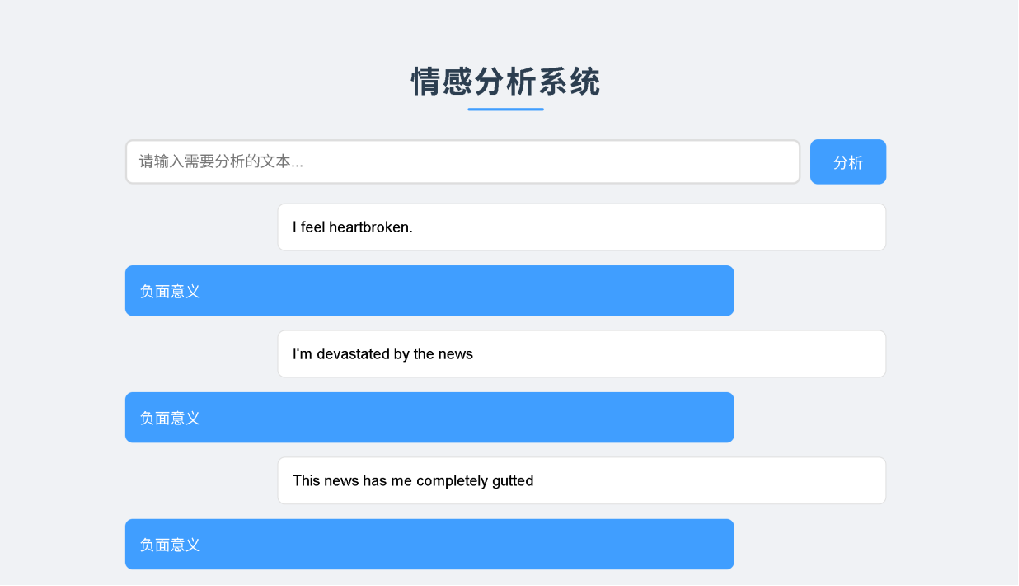 情感分析系统
请输入需要分析的文本...
分析
I feel heartbroken.
负面意义
I'm devastated by the news
负面意义
This news has me completely gutted
负面意义